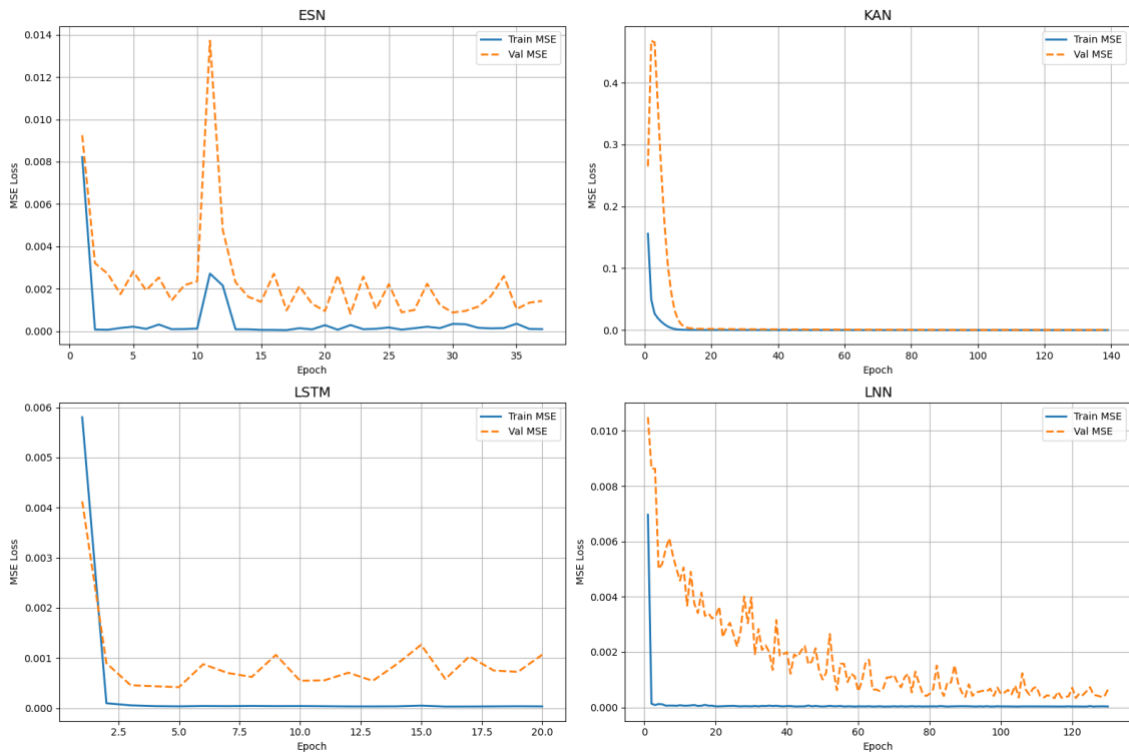 ESN
MSE Loss
0.014
0.012
0.010
0.008
0.006
0.004
0.002
0.000
Train MSE
Val MSE
0 5 10 15 20 25 30 35
Epoch
KAN
MSE Loss
0.4
0.3
0.2
0.1
0.0
Train MSE
Val MSE
0 20 40 60 80 100 120 140
Epoch
LSTM
MSE Loss
0.006
0.005
0.004
0.003
0.002
0.001
0.000
Train MSE
Val MSE
2.5 5.0 7.5 10.0 12.5 15.0 17.5 20.0
Epoch
LNN
MSE Loss
0.010
0.008
0.006
0.004
0.002
0.000
Train MSE
Val MSE
0 20 40 60 80 100 120
Epoch